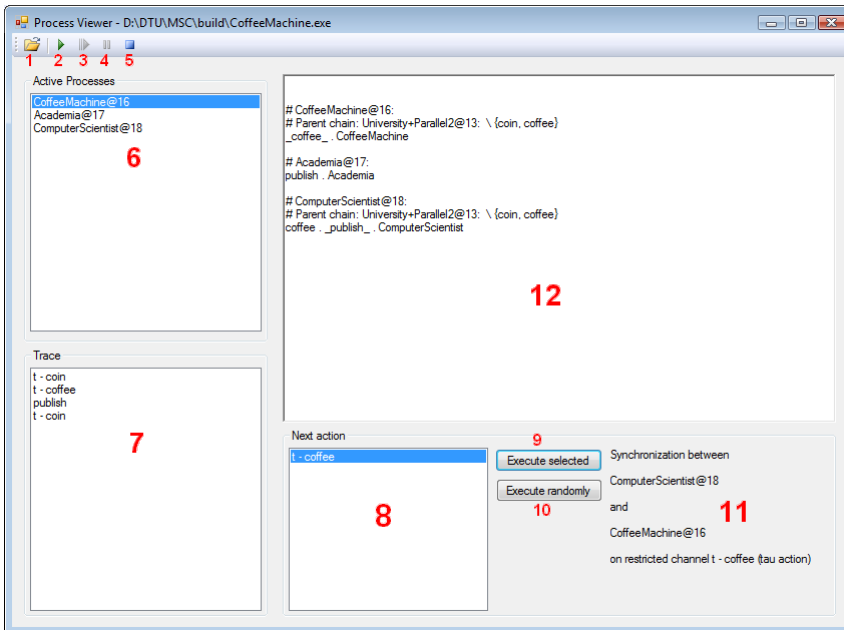 Process Viewer - D:\DTU\MSC\build\CoffeeMachine.exe
1 2 3 4 5
Active Processes
CoffeeMachine@16
Academia@17
ComputerScientist@18
6
# CoffeeMachine@16:
# Parent chain: University+Parallel2@13: \ {coin, coffee}
_coffee_ . CoffeeMachine
# Academia@17:
publish . Academia
# ComputerScientist@18:
# Parent chain: University+Parallel2@13: \ {coin, coffee}
coffee . _publish_ . ComputerScientist
12
Trace
t - coin
t - coffee
publish
t - coin
7
Next action
t - coffee
8
9
Execute selected
Execute randomly
10
Synchronization between
ComputerScientist@18
and
CoffeeMachine@16
on restricted channel t - coffee (tau action)
11